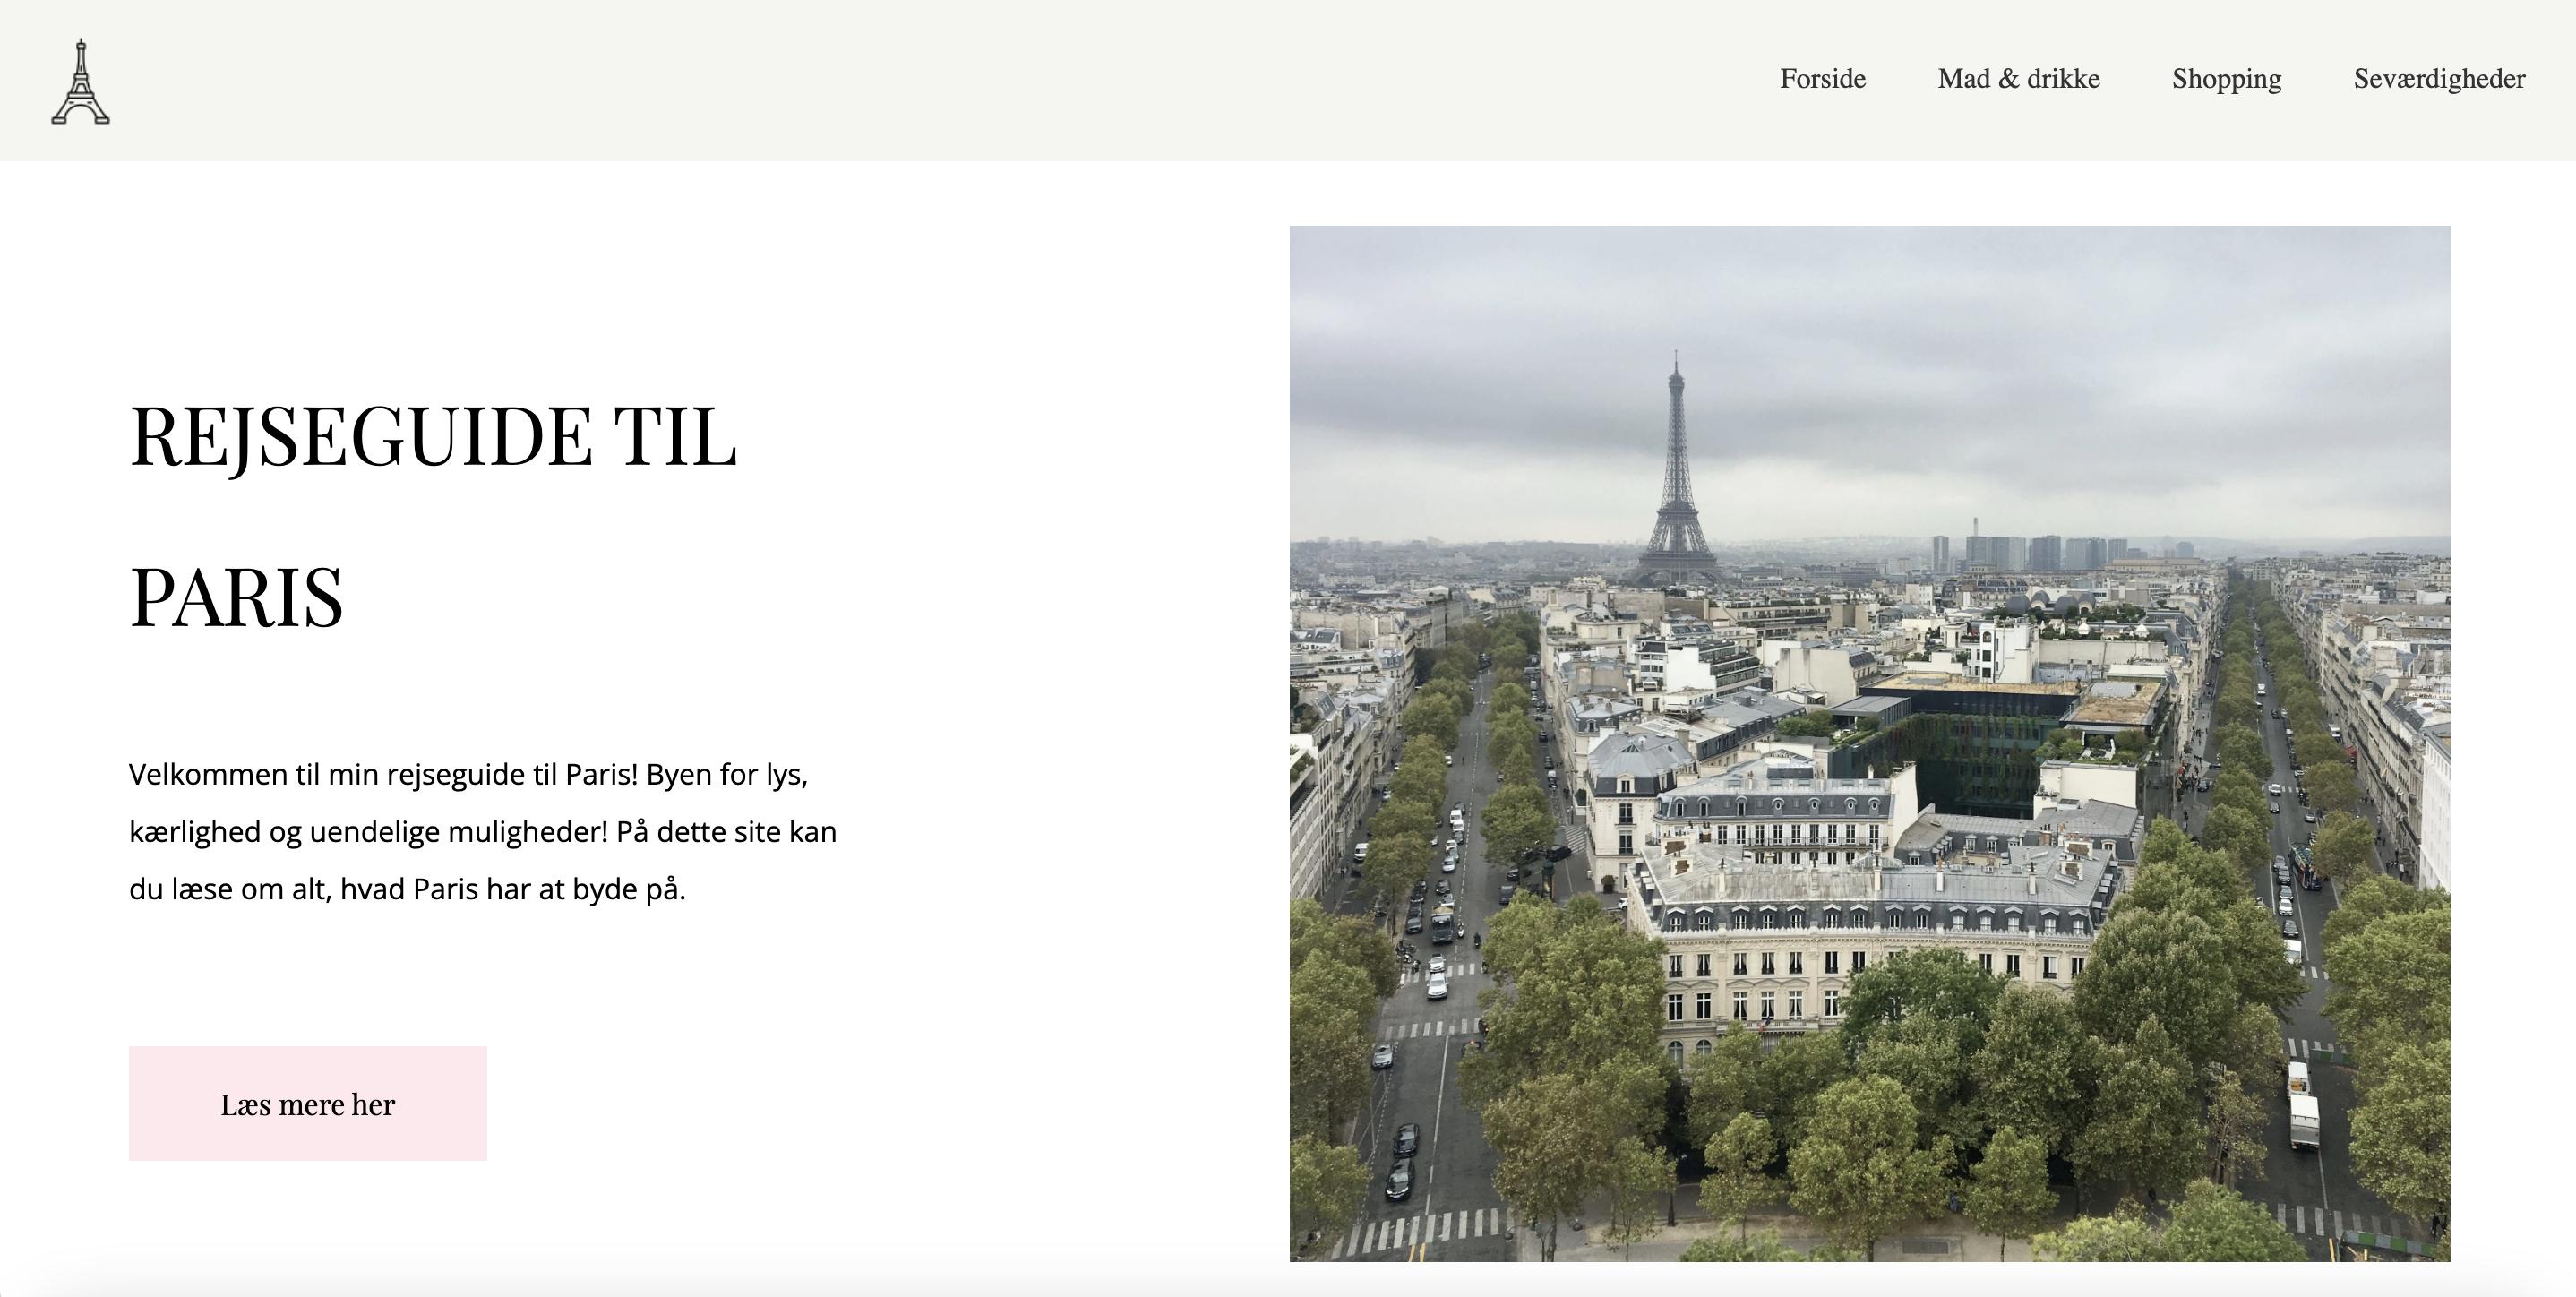 Forside
Mad & drikke
Shopping
Seværdigheder
REJSEGUIDE TIL
PARIS
Velkommen til min rejseguide til Paris! Byen for lys,
kærlighed og uendelige muligheder! På dette site kan
du læse om alt, hvad Paris har at byde på.
Læs mere her